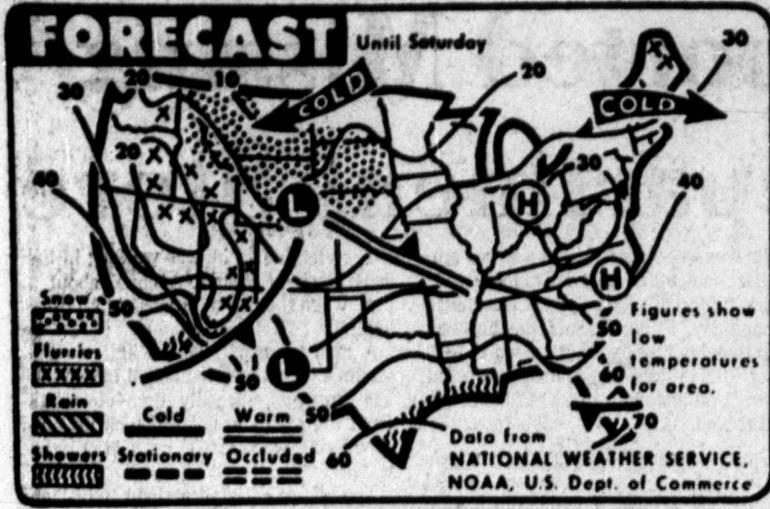 FORECAST
Until Saturday
30
20
10
COLD
20
COLD
30
20
40
30
40
L
H
H
50
Snow
Flurries
XXXX
Rain
Showers
Cold
Warm
Stationary
Occluded
50
L
50
60
50
60
70
Figures show
low
temperatures
for area.
Data from
NATIONAL WEATHER SERVICE,
NOAA, U.S. Dept. of Commerce